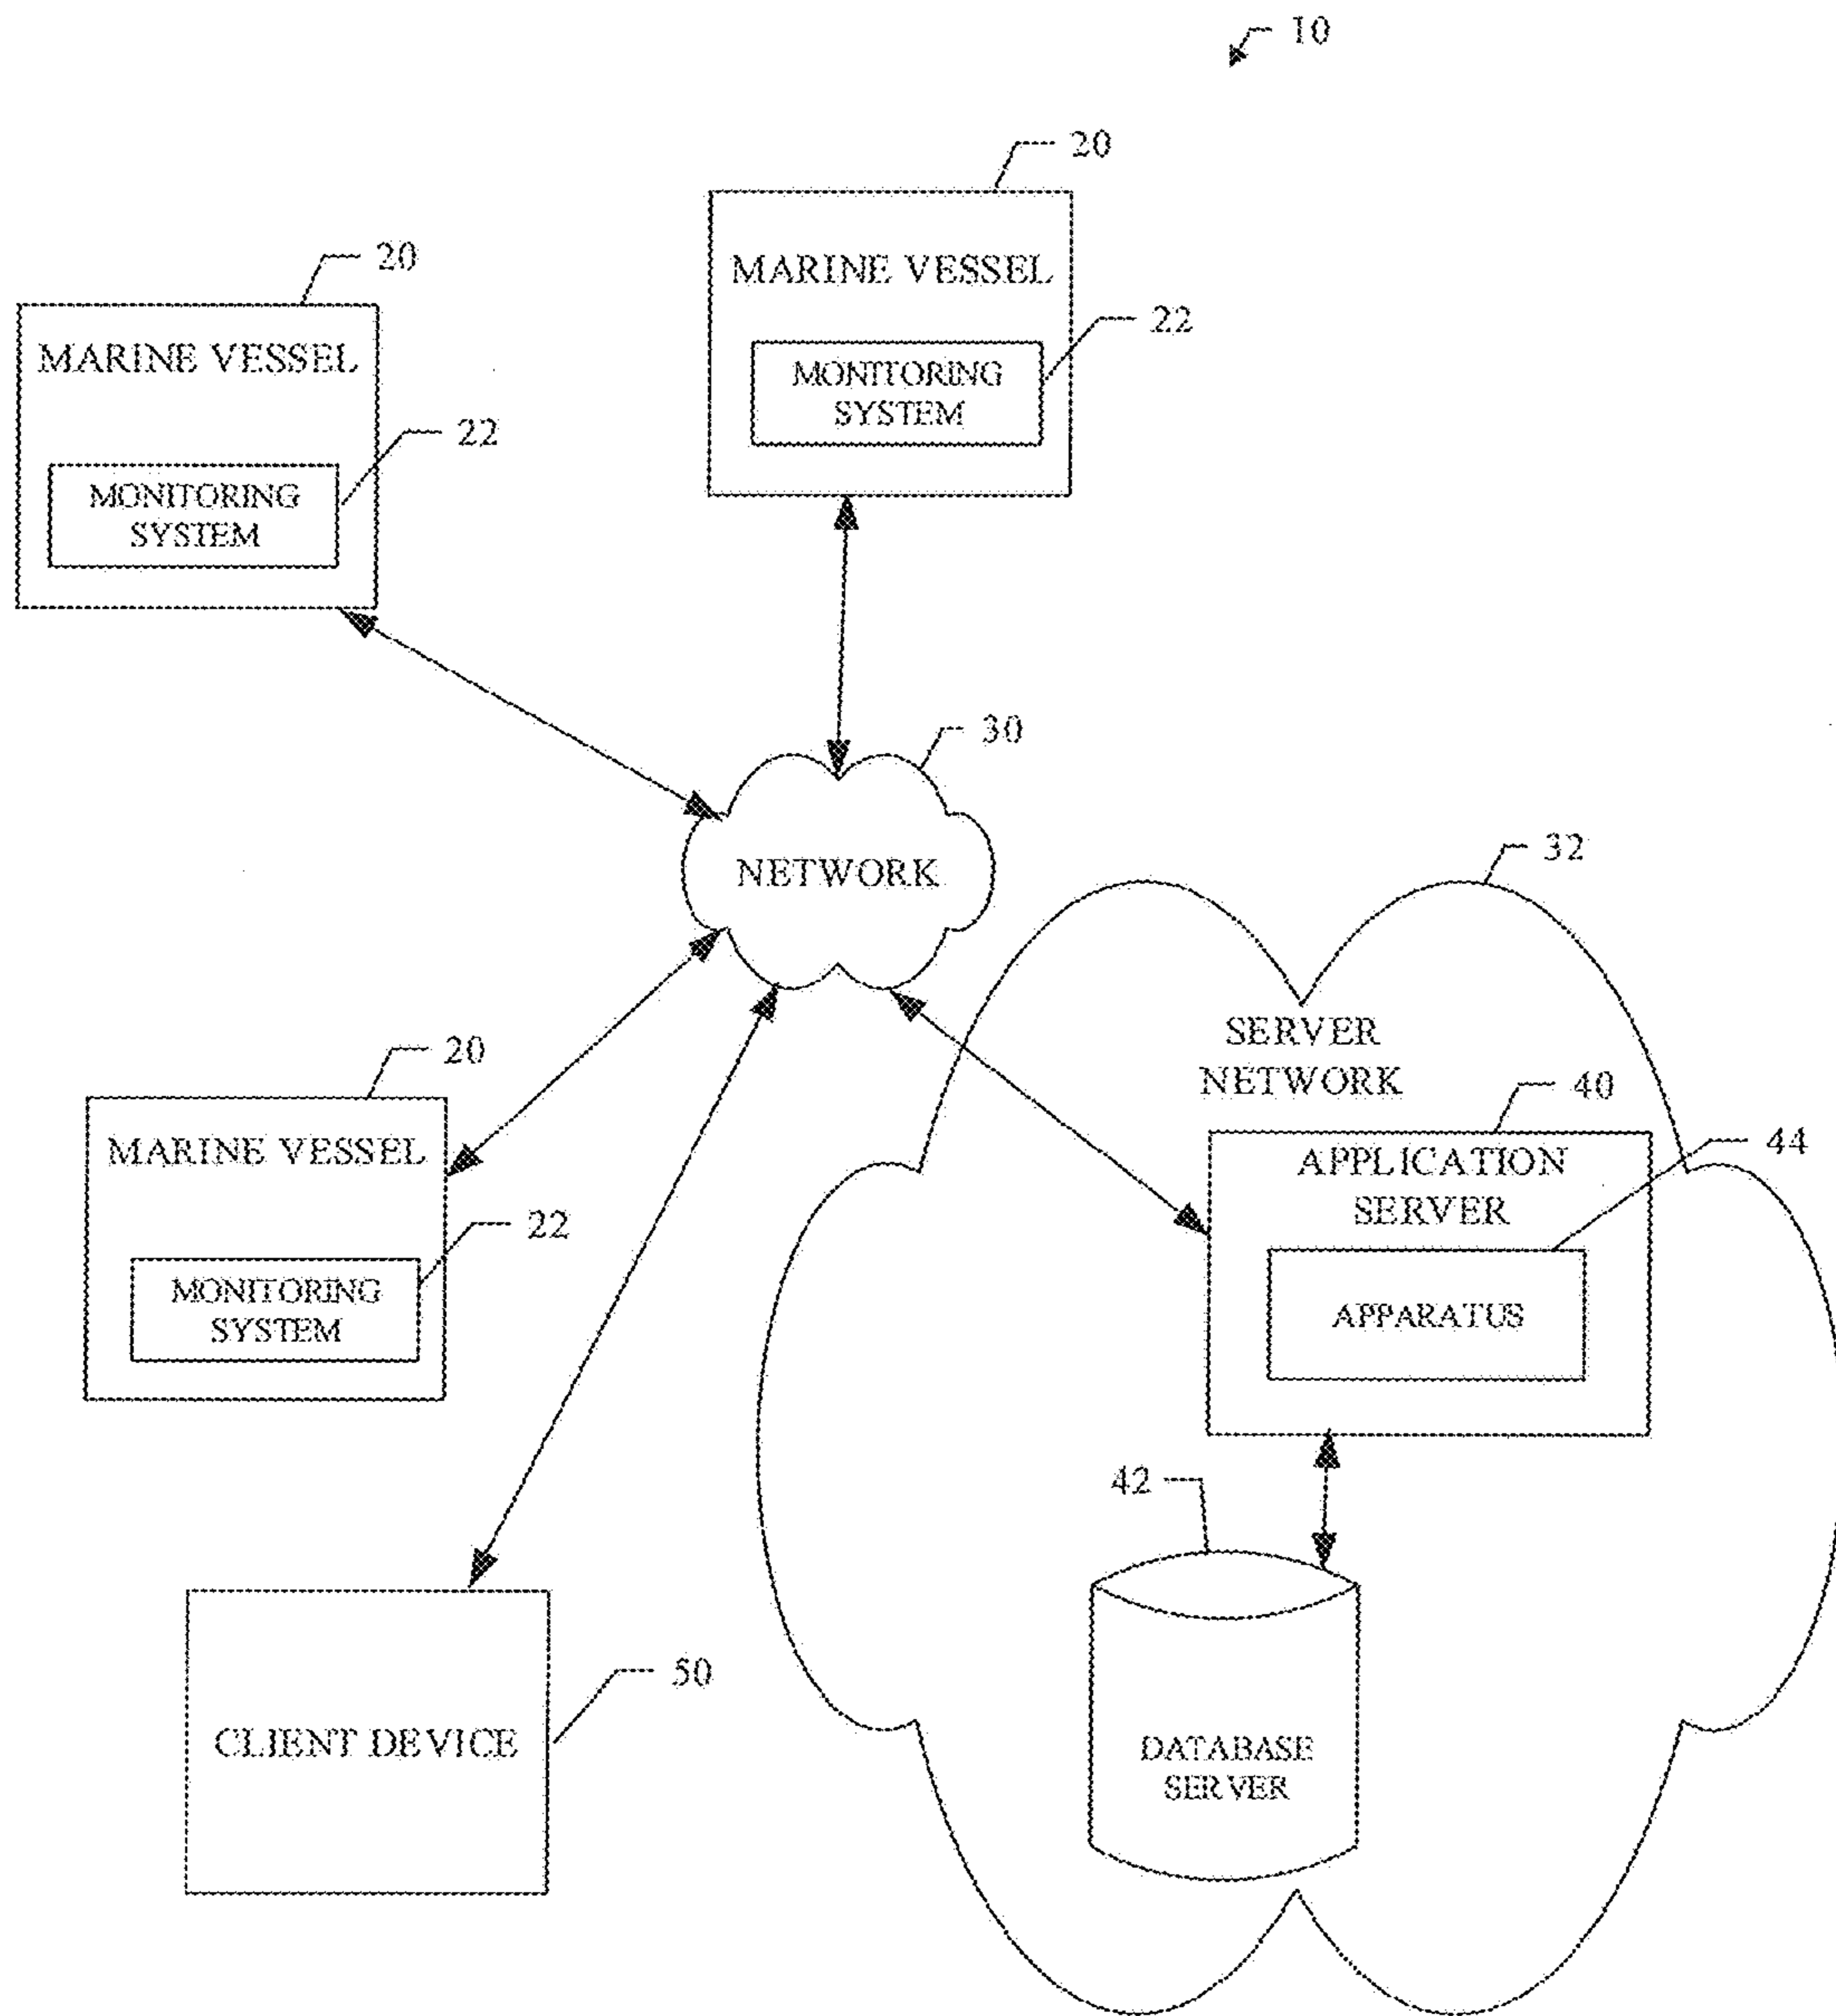 10
20
MARINE VESSEL
22
MONITORING
SYSTEM
20
MARINE VESSEL
22
MONITORING
SYSTEM
30
NETWORK
32
SERVER
NETWORK
40
APPLICATION
SERVER
44
APPARATUS
20
MARINE VESSEL
22
MONITORING
SYSTEM
42
DATABASE
SERVER
50
CLIENT DEVICE